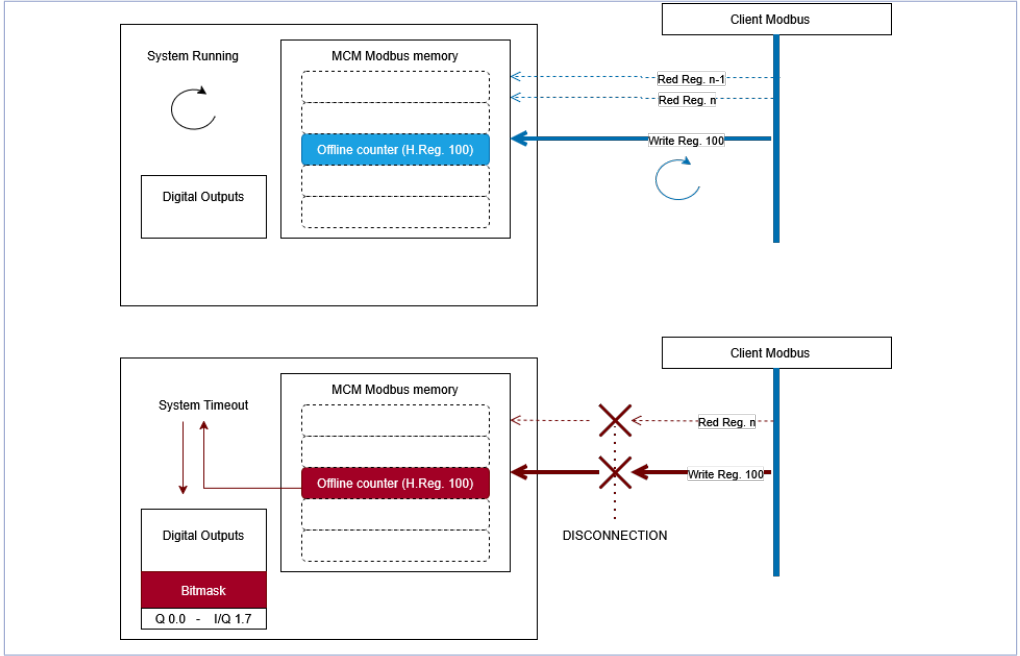 Client Modbus
System Running
MCM Modbus memory
Red Reg. n-1
Red Reg. n
Offline counter (H.Reg. 100)
Write Reg. 100
Digital Outputs
Client Modbus
MCM Modbus memory
System Timeout
Red Reg. n
Offline counter (H.Reg. 100)
Write Reg. 100
Digital Outputs
DISCONNECTION
Bitmask
Q 0.0 - I/Q 1.7